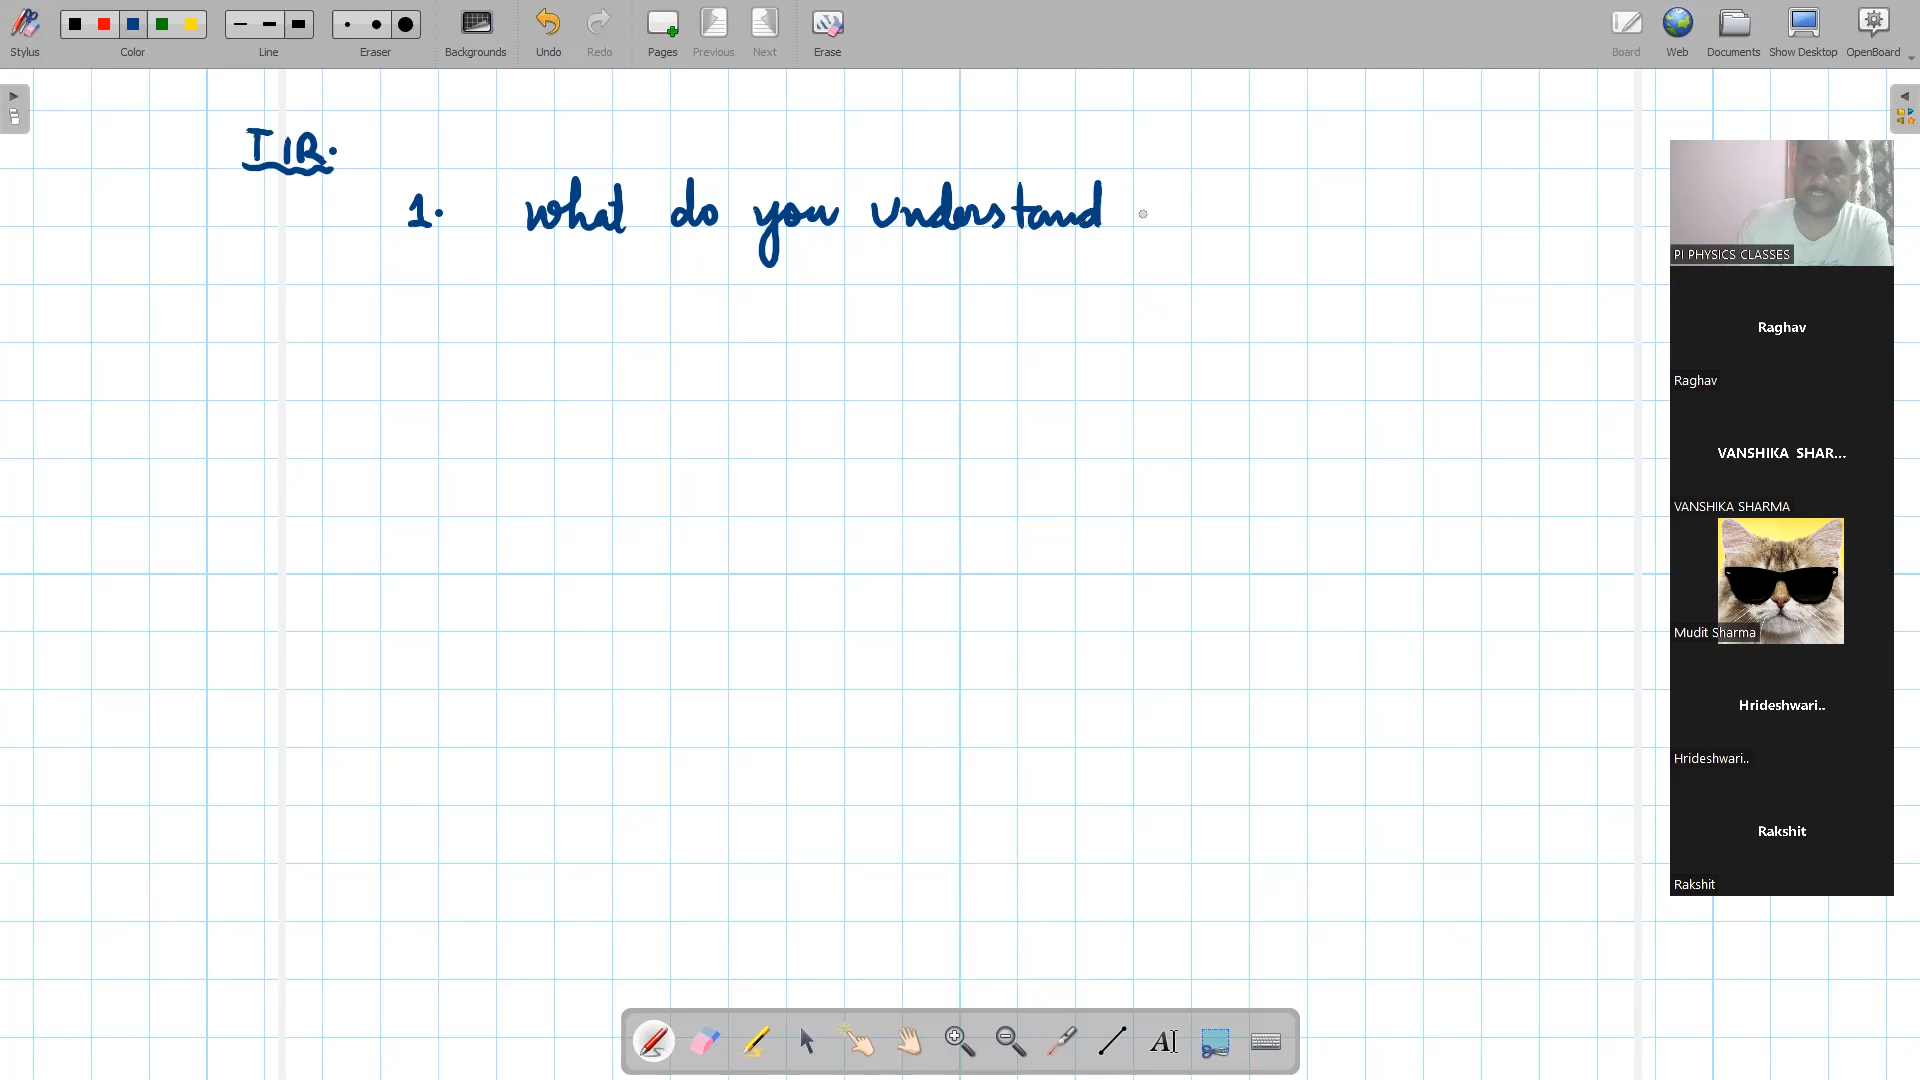 Stylus
Color
Line
Eraser
Backgrounds
Undo
Redo
Pages
Previous
Next
Erase
Board
Web
Documents
Show Desktop
OpenBoard
TIR.
1. What do you understand
PI PHYSICS CLASSES
Raghav
Raghav
VANSHIKA SHAR...
VANSHIKA SHARMA
Mudit Sharma
Hrideshwari..
Hrideshwari..
Rakshit
Rakshit